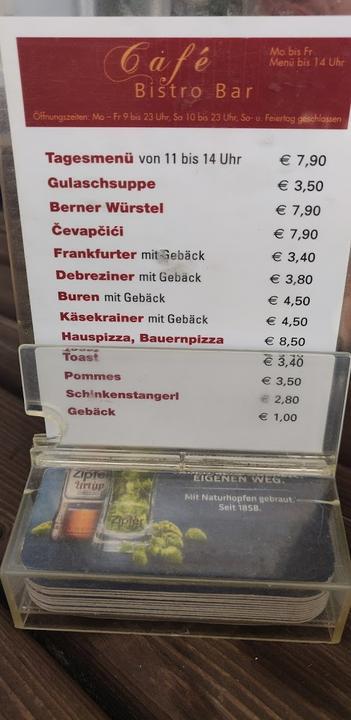 Café
Mo bis Fr
Menü bis 14 Uhr
Bistro Bar
Öffnungszeiten: Mo – Fr 9 bis 23 Uhr, Sa 10 bis 23 Uhr, So- u. Feiertag geschlossen
Tagesmenü von 11 bis 14 Uhr € 7,90
Gulaschsuppe € 3,50
Berner Würstel € 7,90
Čevapčići € 7,90
Frankfurter mit Gebäck € 3,40
Debreziner mit Gebäck € 3,80
Buren mit Gebäck € 4,50
Käsekrainer mit Gebäck € 4,50
Hauspizza, Bauernpizza € 8,50
Toast € 3,40
Pommes € 3,50
Schinkenstangerl € 2,80
Gebäck € 1,00
EIGENEN WEG.
Zipfer
Urtyp
Mit Naturhopfen gebraut.
Seit 1858.
Zipfer